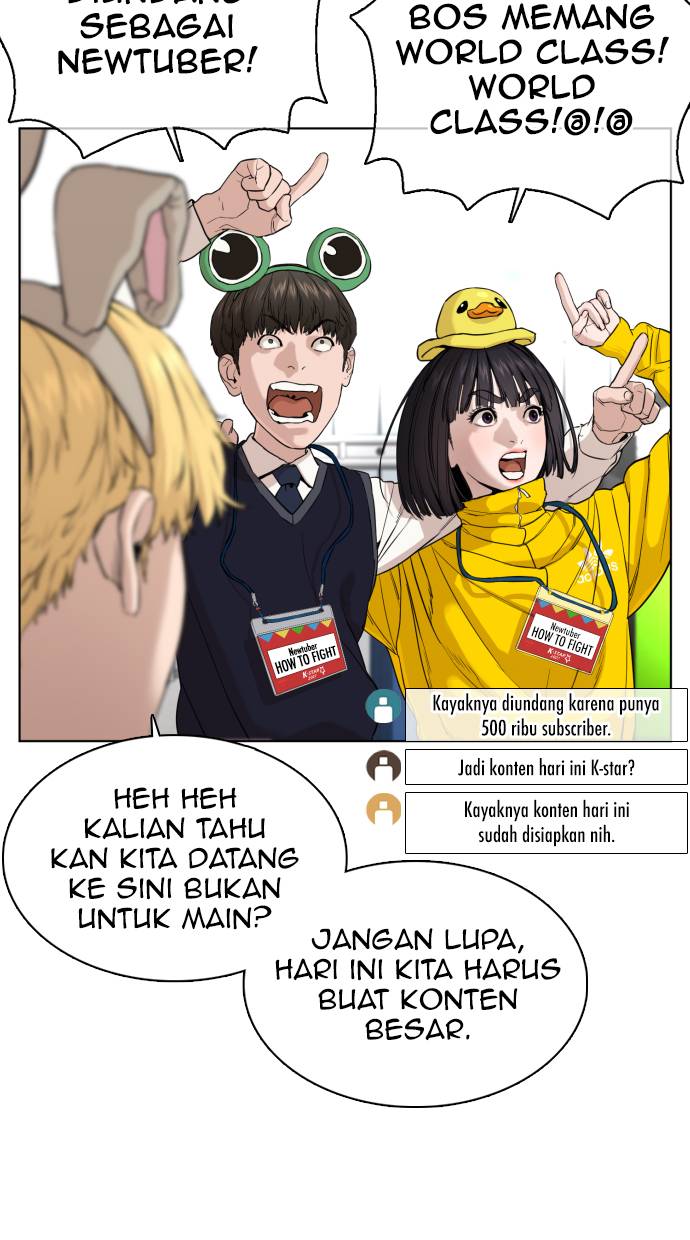 DIUNDANG
SEBAGAI
NEWTUBER!
BOS MEMANG
WORLD CLASS!
WORLD
CLASS!@!@
adidas
Newtuber
HOW TO FIGHT
K-STAR
Newtuber
HOW TO FIGHT
K-STAR
Kayaknya diundang karena punya
500 ribu subscriber.
Jadi konten hari ini K-star?
Kayaknya konten hari ini
sudah disiapkan nih.
HEH HEH
KALIAN TAHU
KAN KITA DATANG
KE SINI BUKAN
UNTUK MAIN?
JANGAN LUPA,
HARI INI KITA HARUS
BUAT KONTEN
BESAR.